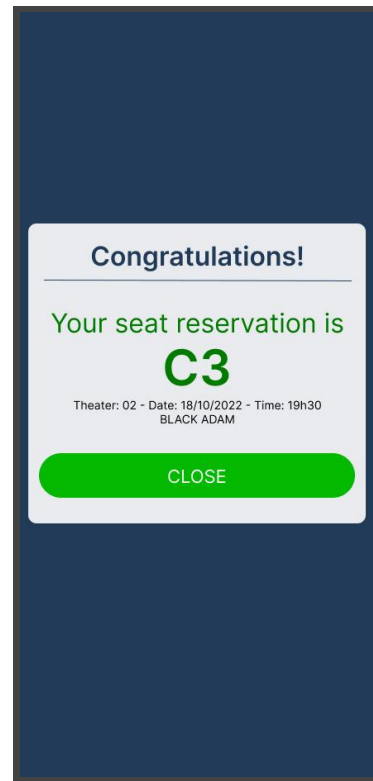 Congratulations!
Your seat reservation is
C3
Theater: 02 - Date: 18/10/2022 - Time: 19h30
BLACK ADAM
CLOSE